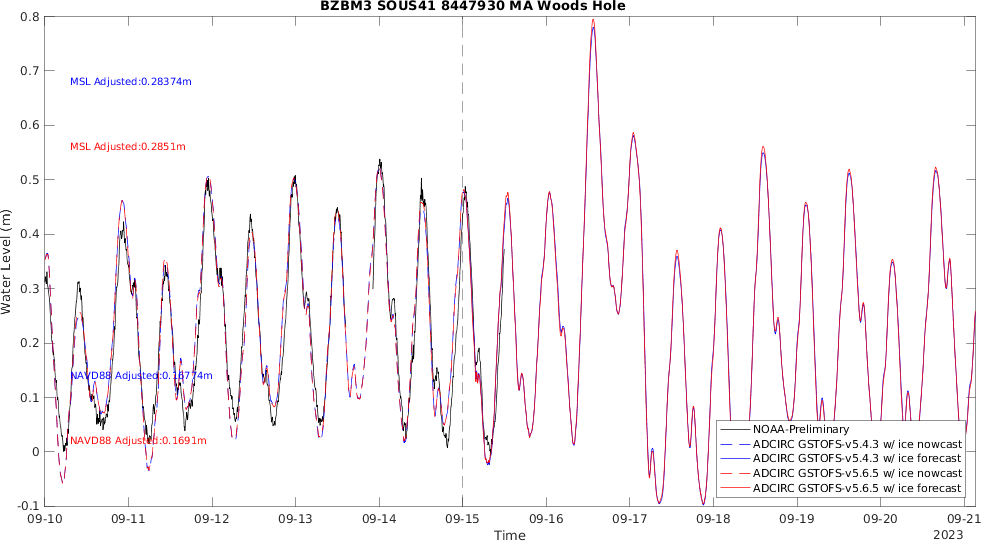 BZBM3 SOUS41 8447930 MA Woods Hole
0.8
0.7
0.6
0.5
0.4
0.3
0.2
0.1
0
-0.1
Water Level (m)
MSL Adjusted:0.28374m
MSL Adjusted:0.2851m
NAVD88 Adjusted:0.16774m
NAVD88 Adjusted:0.1691m
NOAA-Preliminary
ADCIRC GSTOFS-v5.4.3 w/ ice nowcast
ADCIRC GSTOFS-v5.4.3 w/ ice forecast
ADCIRC GSTOFS-v5.6.5 w/ ice nowcast
ADCIRC GSTOFS-v5.6.5 w/ ice forecast
09-10 09-11 09-12 09-13 09-14 09-15 09-16 09-17 09-18 09-19 09-20 09-21
Time
2023